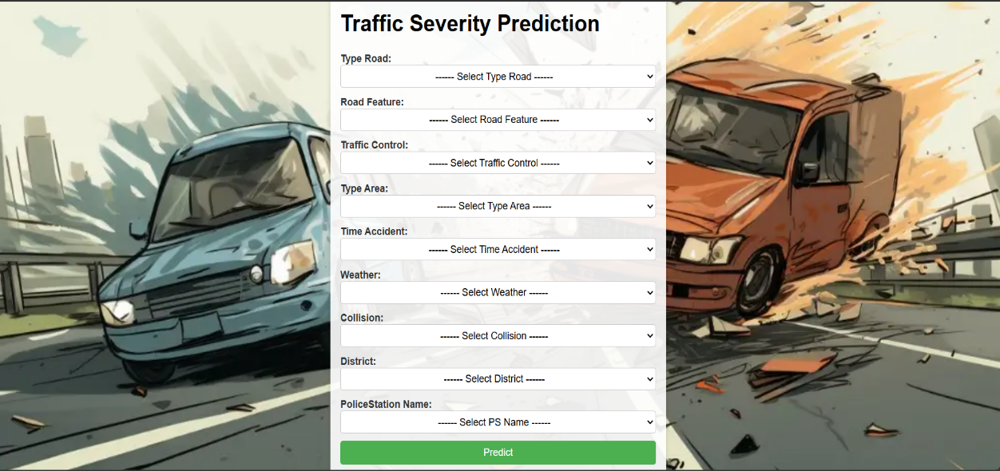 Traffic Severity Prediction
Type Road:
------ Select Type Road ------
Road Feature:
------ Select Road Feature ------
Traffic Control:
------ Select Traffic Control ------
Type Area:
------ Select Type Area ------
Time Accident:
------ Select Time Accident ------
Weather:
------ Select Weather ------
Collision:
------ Select Collision ------
District:
------ Select District ------
PoliceStation Name:
------ Select PS Name ------
Predict